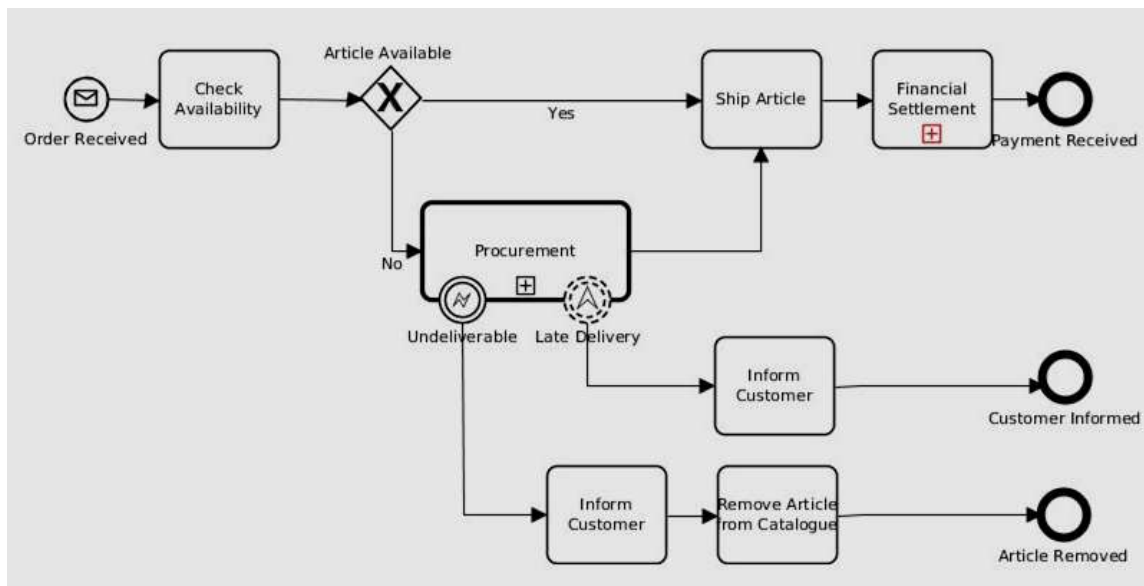 Article Available
Check
Availability
Order Received
Yes
Ship Article
Financial
Settlement
Payment Received
No
Procurement
Undeliverable
Late Delivery
Inform
Customer
Customer Informed
Inform
Customer
Remove Article
from Catalogue
Article Removed